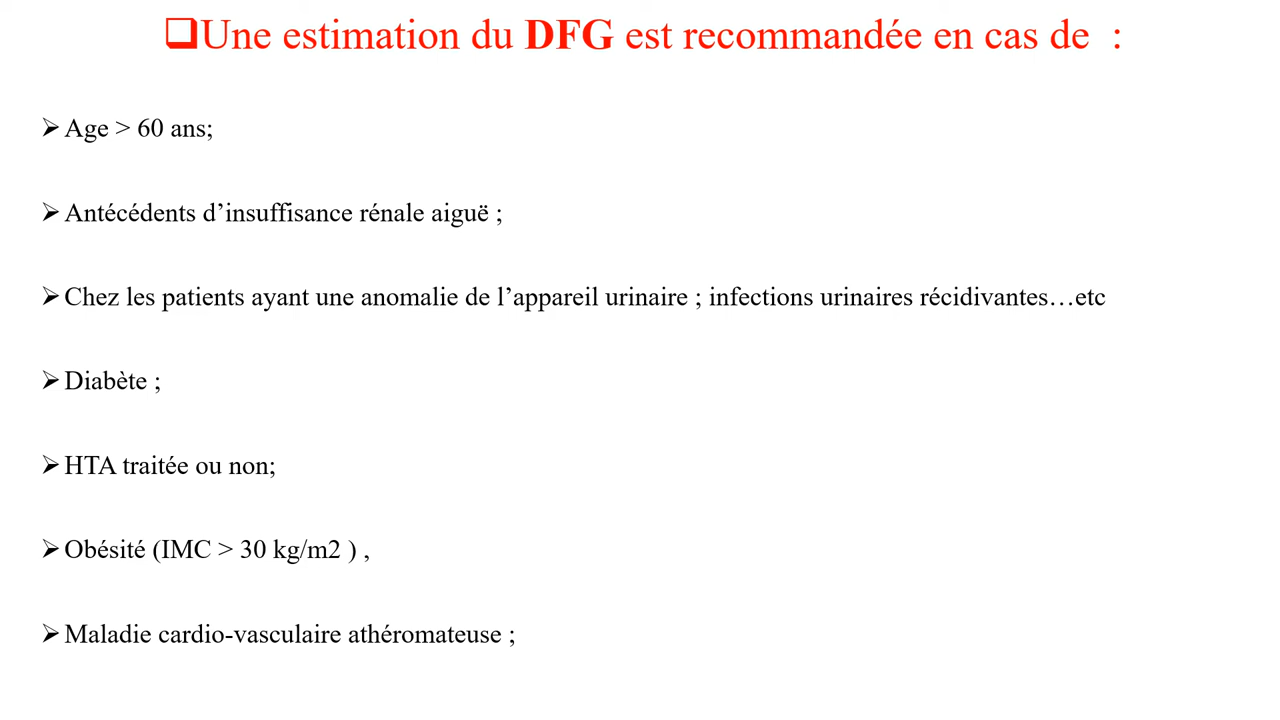 ❑Une estimation du DFG est recommandée en cas de :
➢Age > 60 ans;
➢Antécédents d’insuffisance rénale aiguë ;
➢Chez les patients ayant une anomalie de l’appareil urinaire ; infections urinaires récidivantes…etc
➢Diabète ;
➢HTA traitée ou non;
➢Obésité (IMC > 30 kg/m2 ) ,
➢Maladie cardio-vasculaire athéromateuse ;